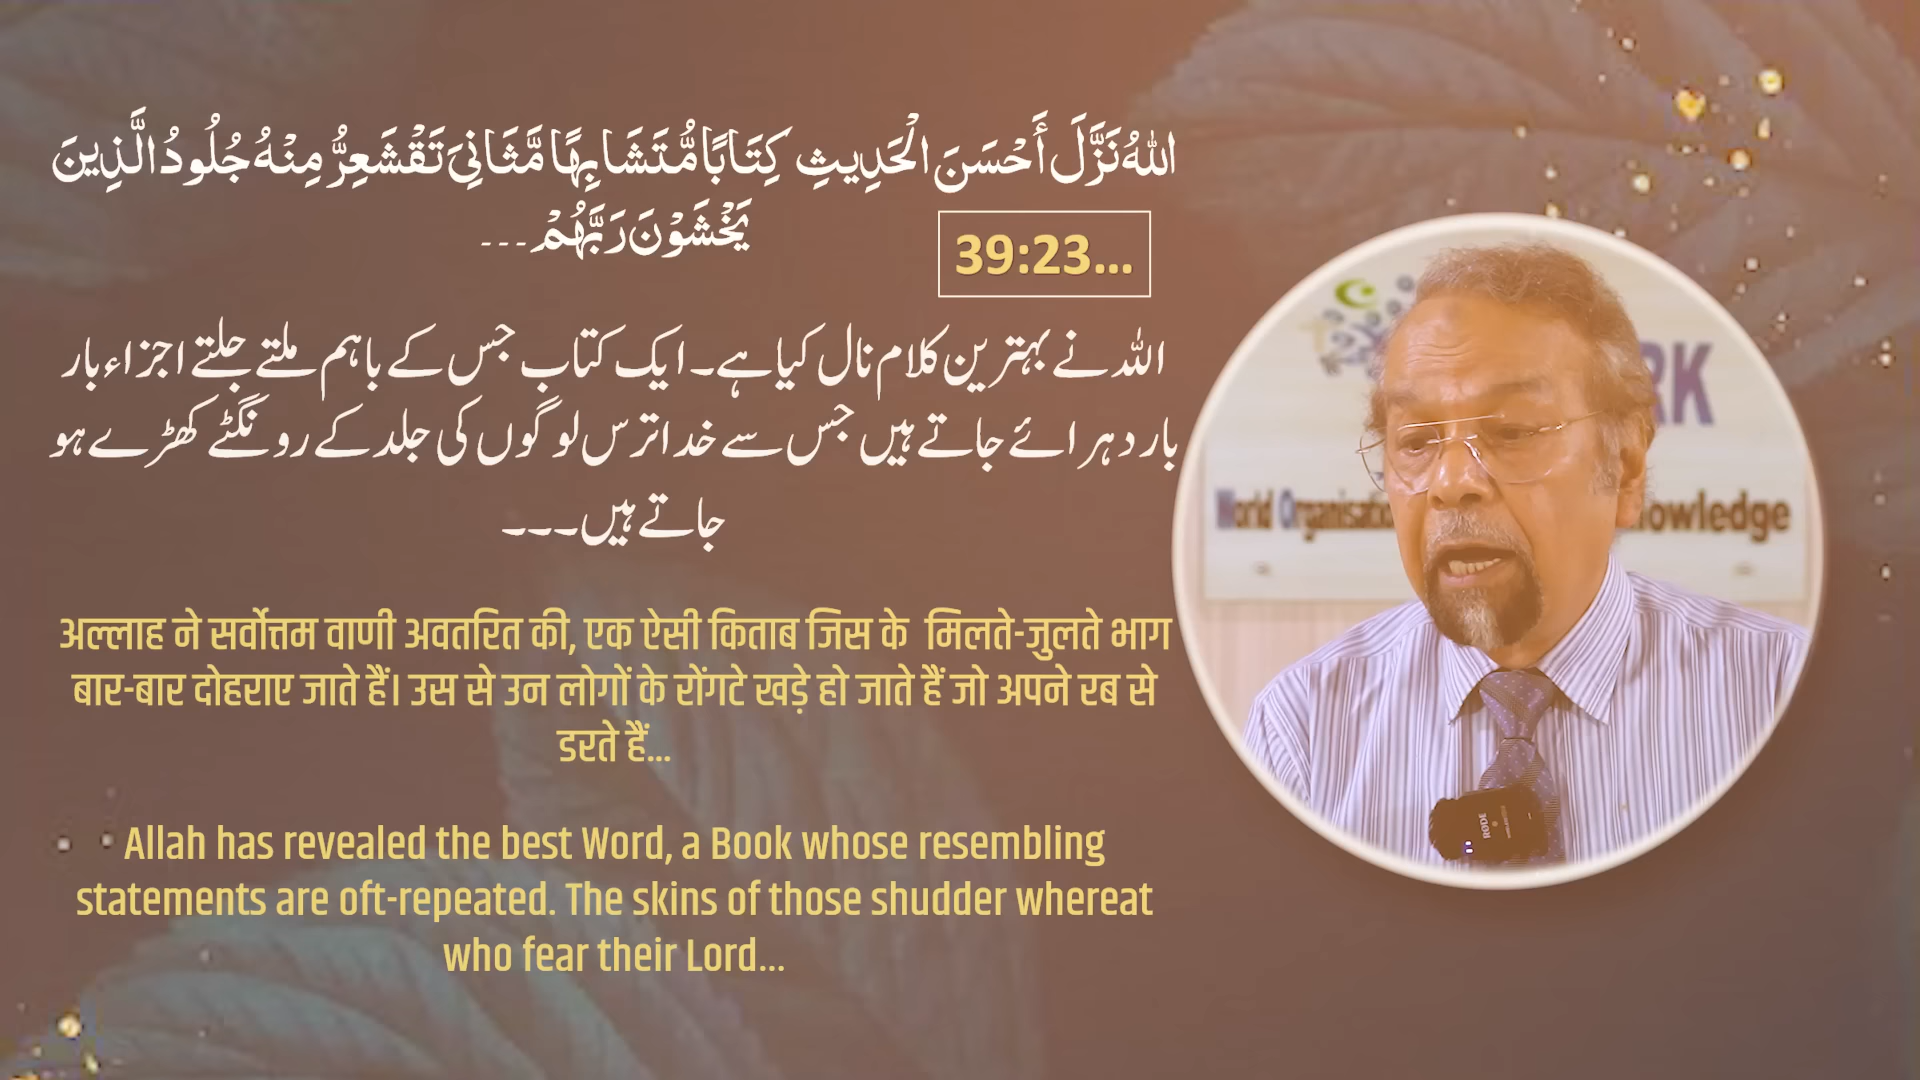 اللهُ نَزَّلَ أَحْسَنَ الْحَدِيثِ كِتَابًا مُّتَشَابِهًا مَّثَانِيَ تَقْشَعِرُّ مِنْهُ جُلُودُ الَّذِينَ
يَخْشَوْنَ رَبَّهُمْ ---
39:23...
اللہ نے بہترین کلام نال کیا ہے۔ ایک کتاب جس کے باہم ملتے جلتے اجزاء بار
بار دہرائے جاتے ہیں جس سے خدا ترس لوگوں کی جلد کے رونگٹے کھڑے ہو
جاتے ہیں۔۔۔
अल्लाह ने सर्वोत्तम वाणी अवतरित की, एक ऐसी किताब जिस के मिलते-जुलते भाग
बार-बार दोहराए जाते हैं। उस से उन लोगों के रोंगटे खड़े हो जाते हैं जो अपने रब से
डरते हैं...
Allah has revealed the best Word, a Book whose resembling
statements are oft-repeated. The skins of those shudder whereat
who fear their Lord...
RK
World Organisatio
nowledge
RODE